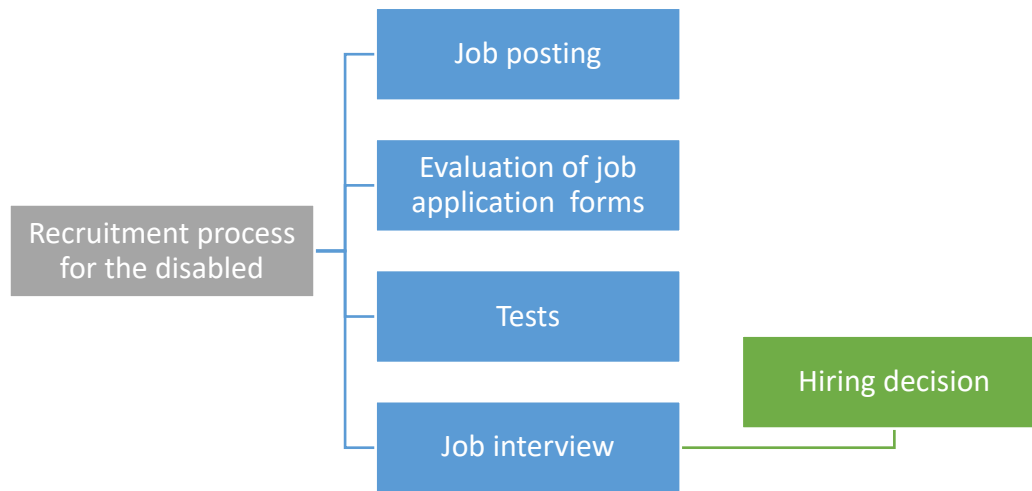 Job posting
Evaluation of job
application forms
Recruitment process
for the disabled
Tests
Hiring decision
Job interview